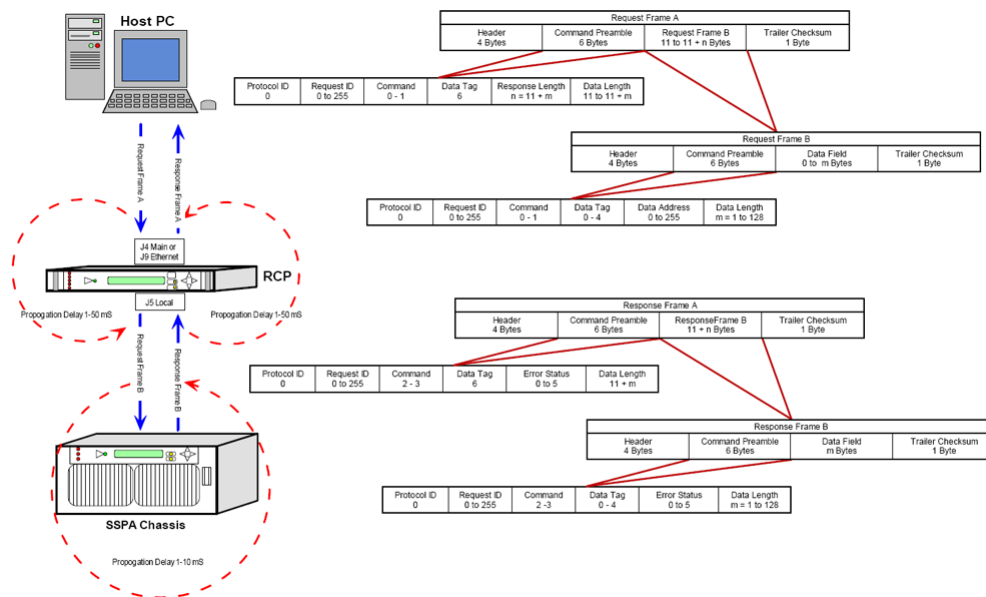 Host PC
Request Frame A
Header Command Preamble Request Frame B Trailer Checksum
4 Bytes 6 Bytes 11 to 11 + n Bytes 1 Byte
Protocol ID Request ID Command Data Tag Response Length Data Length
0 0 to 255 0 - 1 6 n = 11 + m 11 to 11 + m
Request Frame B
Header Command Preamble Data Field Trailer Checksum
4 Bytes 6 Bytes 0 to m Bytes 1 Byte
Protocol ID Request ID Command Data Tag Data Address Data Length
0 0 to 255 0 - 1 0 - 4 0 to 255 m = 1 to 128
Request Frame A
Response Frame A
J4 Main or
J9 Ethernet
RCP
J5 Local
Propogation Delay 1-50 mS
Propogation Delay 1-50 mS
Request Frame B
Response Frame B
Response Frame A
Header Command Preamble ResponseFrame B Trailer Checksum
4 Bytes 6 Bytes 11 + n Bytes 1 Byte
Protocol ID Request ID Command Data Tag Error Status Data Length
0 0 to 255 2 - 3 6 0 to 5 11 + m
Response Frame B
Header Command Preamble Data Field Trailer Checksum
4 Bytes 6 Bytes m Bytes 1 Byte
Protocol ID Request ID Command Data Tag Error Status Data Length
0 0 to 255 2 -3 0 - 4 0 to 5 m = 1 to 128
SSPA Chassis
Propogation Delay 1-10 mS